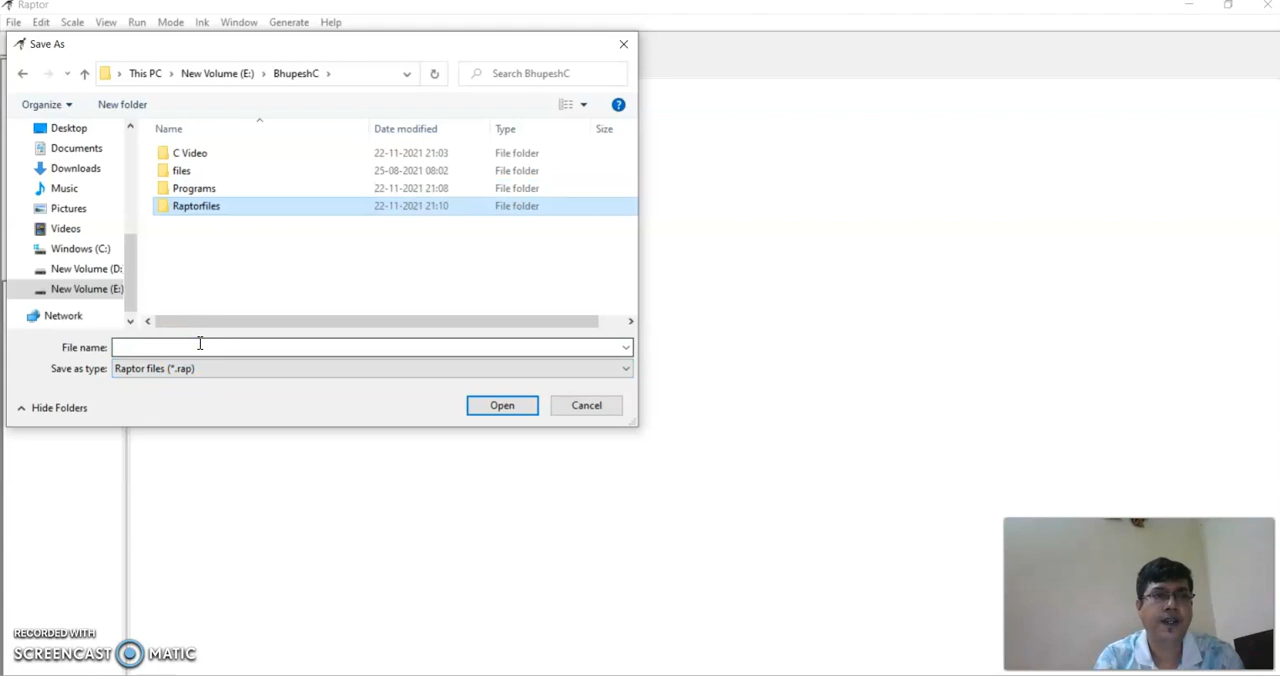 Raptor
File Edit Scale View Run Mode Ink Window Generate Help
Save As
This PC > New Volume (E:) > BhupeshC >
Search BhupeshC
Organize New folder
Name Date modified Type Size
Desktop
Documents
Downloads
Music
Pictures
Videos
Windows (C:)
New Volume (D:
New Volume (E:)
Network
C Video 22-11-2021 21:03 File folder
files 25-08-2021 08:02 File folder
Programs 22-11-2021 21:08 File folder
Raptorfiles 22-11-2021 21:10 File folder
File name:
Save as type: Raptor files (*.rap)
Hide Folders
Open Cancel
RECORDED WITH
SCREENCAST MATIC